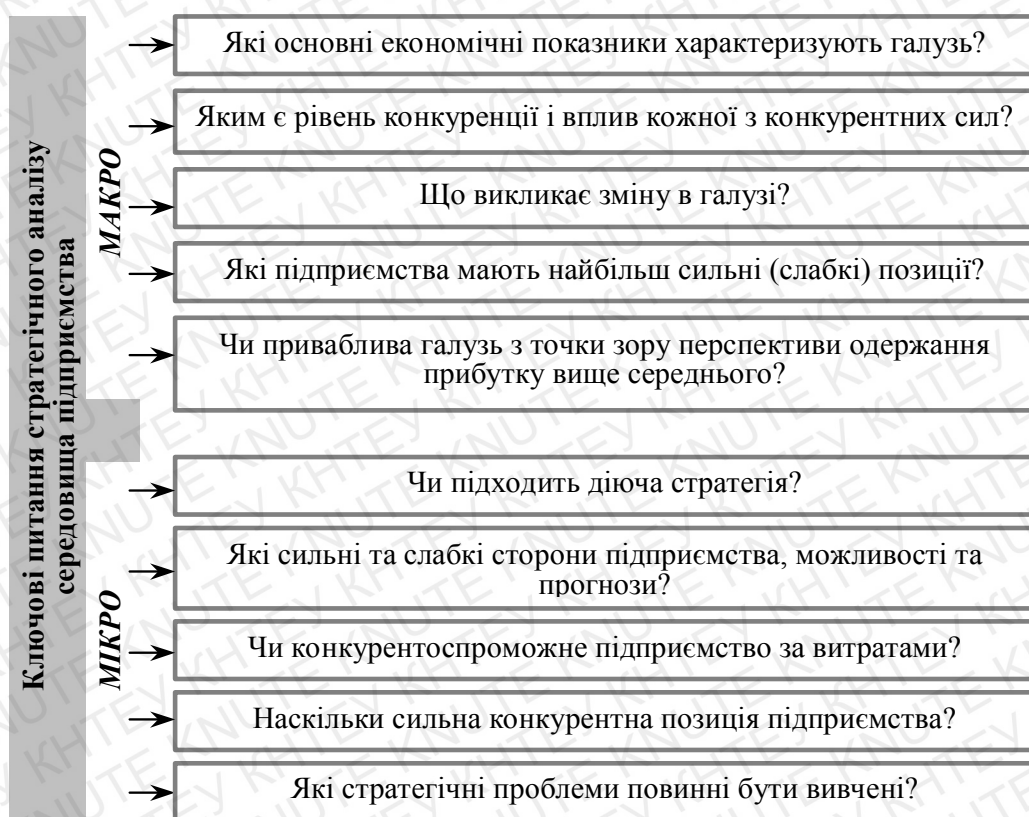 Ключові питання стратегічного аналізу
середовища підприємства
МАКРО
Які основні економічні показники характеризують галузь?
Яким є рівень конкуренції і вплив кожної з конкурентних сил?
Що викликає зміну в галузі?
Які підприємства мають найбільш сильні (слабкі) позиції?
Чи приваблива галузь з точки зору перспективи одержання
прибутку вище середнього?
МІКРО
Чи підходить діюча стратегія?
Які сильні та слабкі сторони підприємства, можливості та
прогнози?
Чи конкурентоспроможне підприємство за витратами?
Наскільки сильна конкурентна позиція підприємства?
Які стратегічні проблеми повинні бути вивчені?